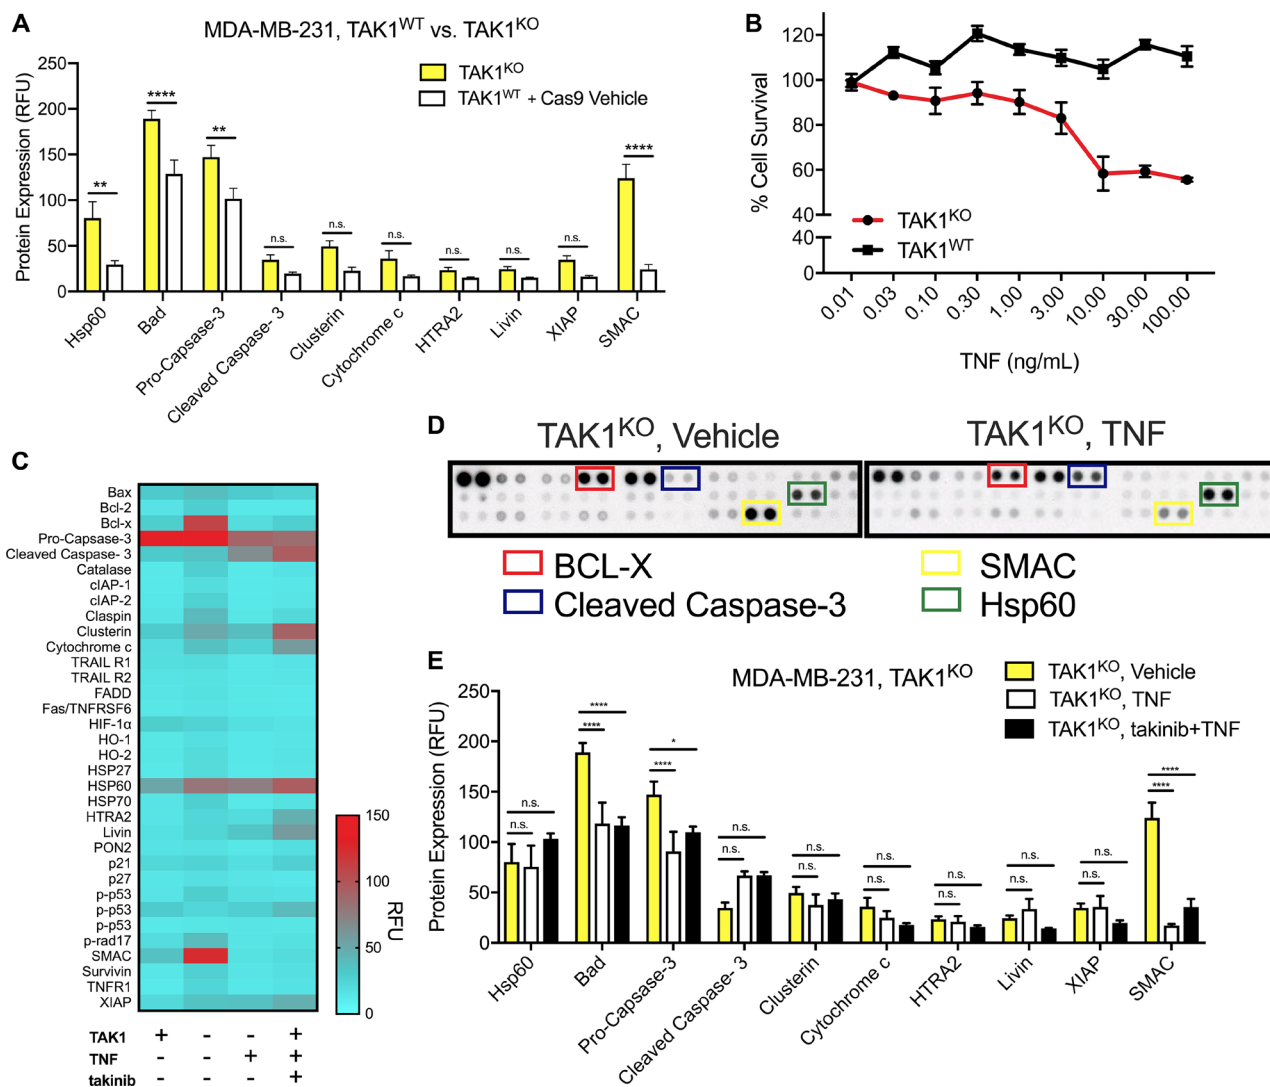 A
MDA-MB-231, TAK1WT vs. TAK1KO
Protein Expression (RFU)
250
200
150
100
50
0
TAK1KO
TAK1WT + Cas9 Vehicle
**
****
**
n.s.
n.s.
n.s.
n.s.
n.s.
n.s.
****
Hsp60
Bad
Pro-Capsase-3
Cleaved Caspase- 3
Clusterin
Cytochrome c
HTRA2
Livin
XIAP
SMAC
B
% Cell Survival
120
100
80
60
40
40
0
TAK1KO
TAK1WT
0.01
0.03
0.10
0.30
1.00
3.00
10.00
30.00
100.00
TNF (ng/mL)
C
Bax
Bcl-2
Bcl-x
Pro-Capsase-3
Cleaved Caspase- 3
Catalase
cIAP-1
cIAP-2
Claspin
Clusterin
Cytochrome c
TRAIL R1
TRAIL R2
FADD
Fas/TNFRSF6
HIF-1α
HO-1
HO-2
HSP27
HSP60
HSP70
HTRA2
Livin
PON2
p21
p27
p-p53
p-p53
p-p53
p-rad17
SMAC
Survivin
TNFR1
XIAP
TAK1 + - - +
TNF - - + +
takinib - - - +
150
100
50
0
RFU
D
TAK1KO, Vehicle
TAK1KO, TNF
BCL-X
Cleaved Caspase-3
SMAC
Hsp60
E
MDA-MB-231, TAK1KO
TAK1KO, Vehicle
TAK1KO, TNF
TAK1KO, takinib+TNF
Protein Expression (RFU)
250
200
150
100
50
0
n.s.
n.s.
****
****
*
****
n.s.
n.s.
n.s.
n.s.
n.s.
n.s.
n.s.
n.s.
n.s.
n.s.
n.s.
n.s.
****
****
Hsp60
Bad
Pro-Capsase-3
Cleaved Caspase- 3
Clusterin
Cytochrome c
HTRA2
Livin
XIAP
SMAC